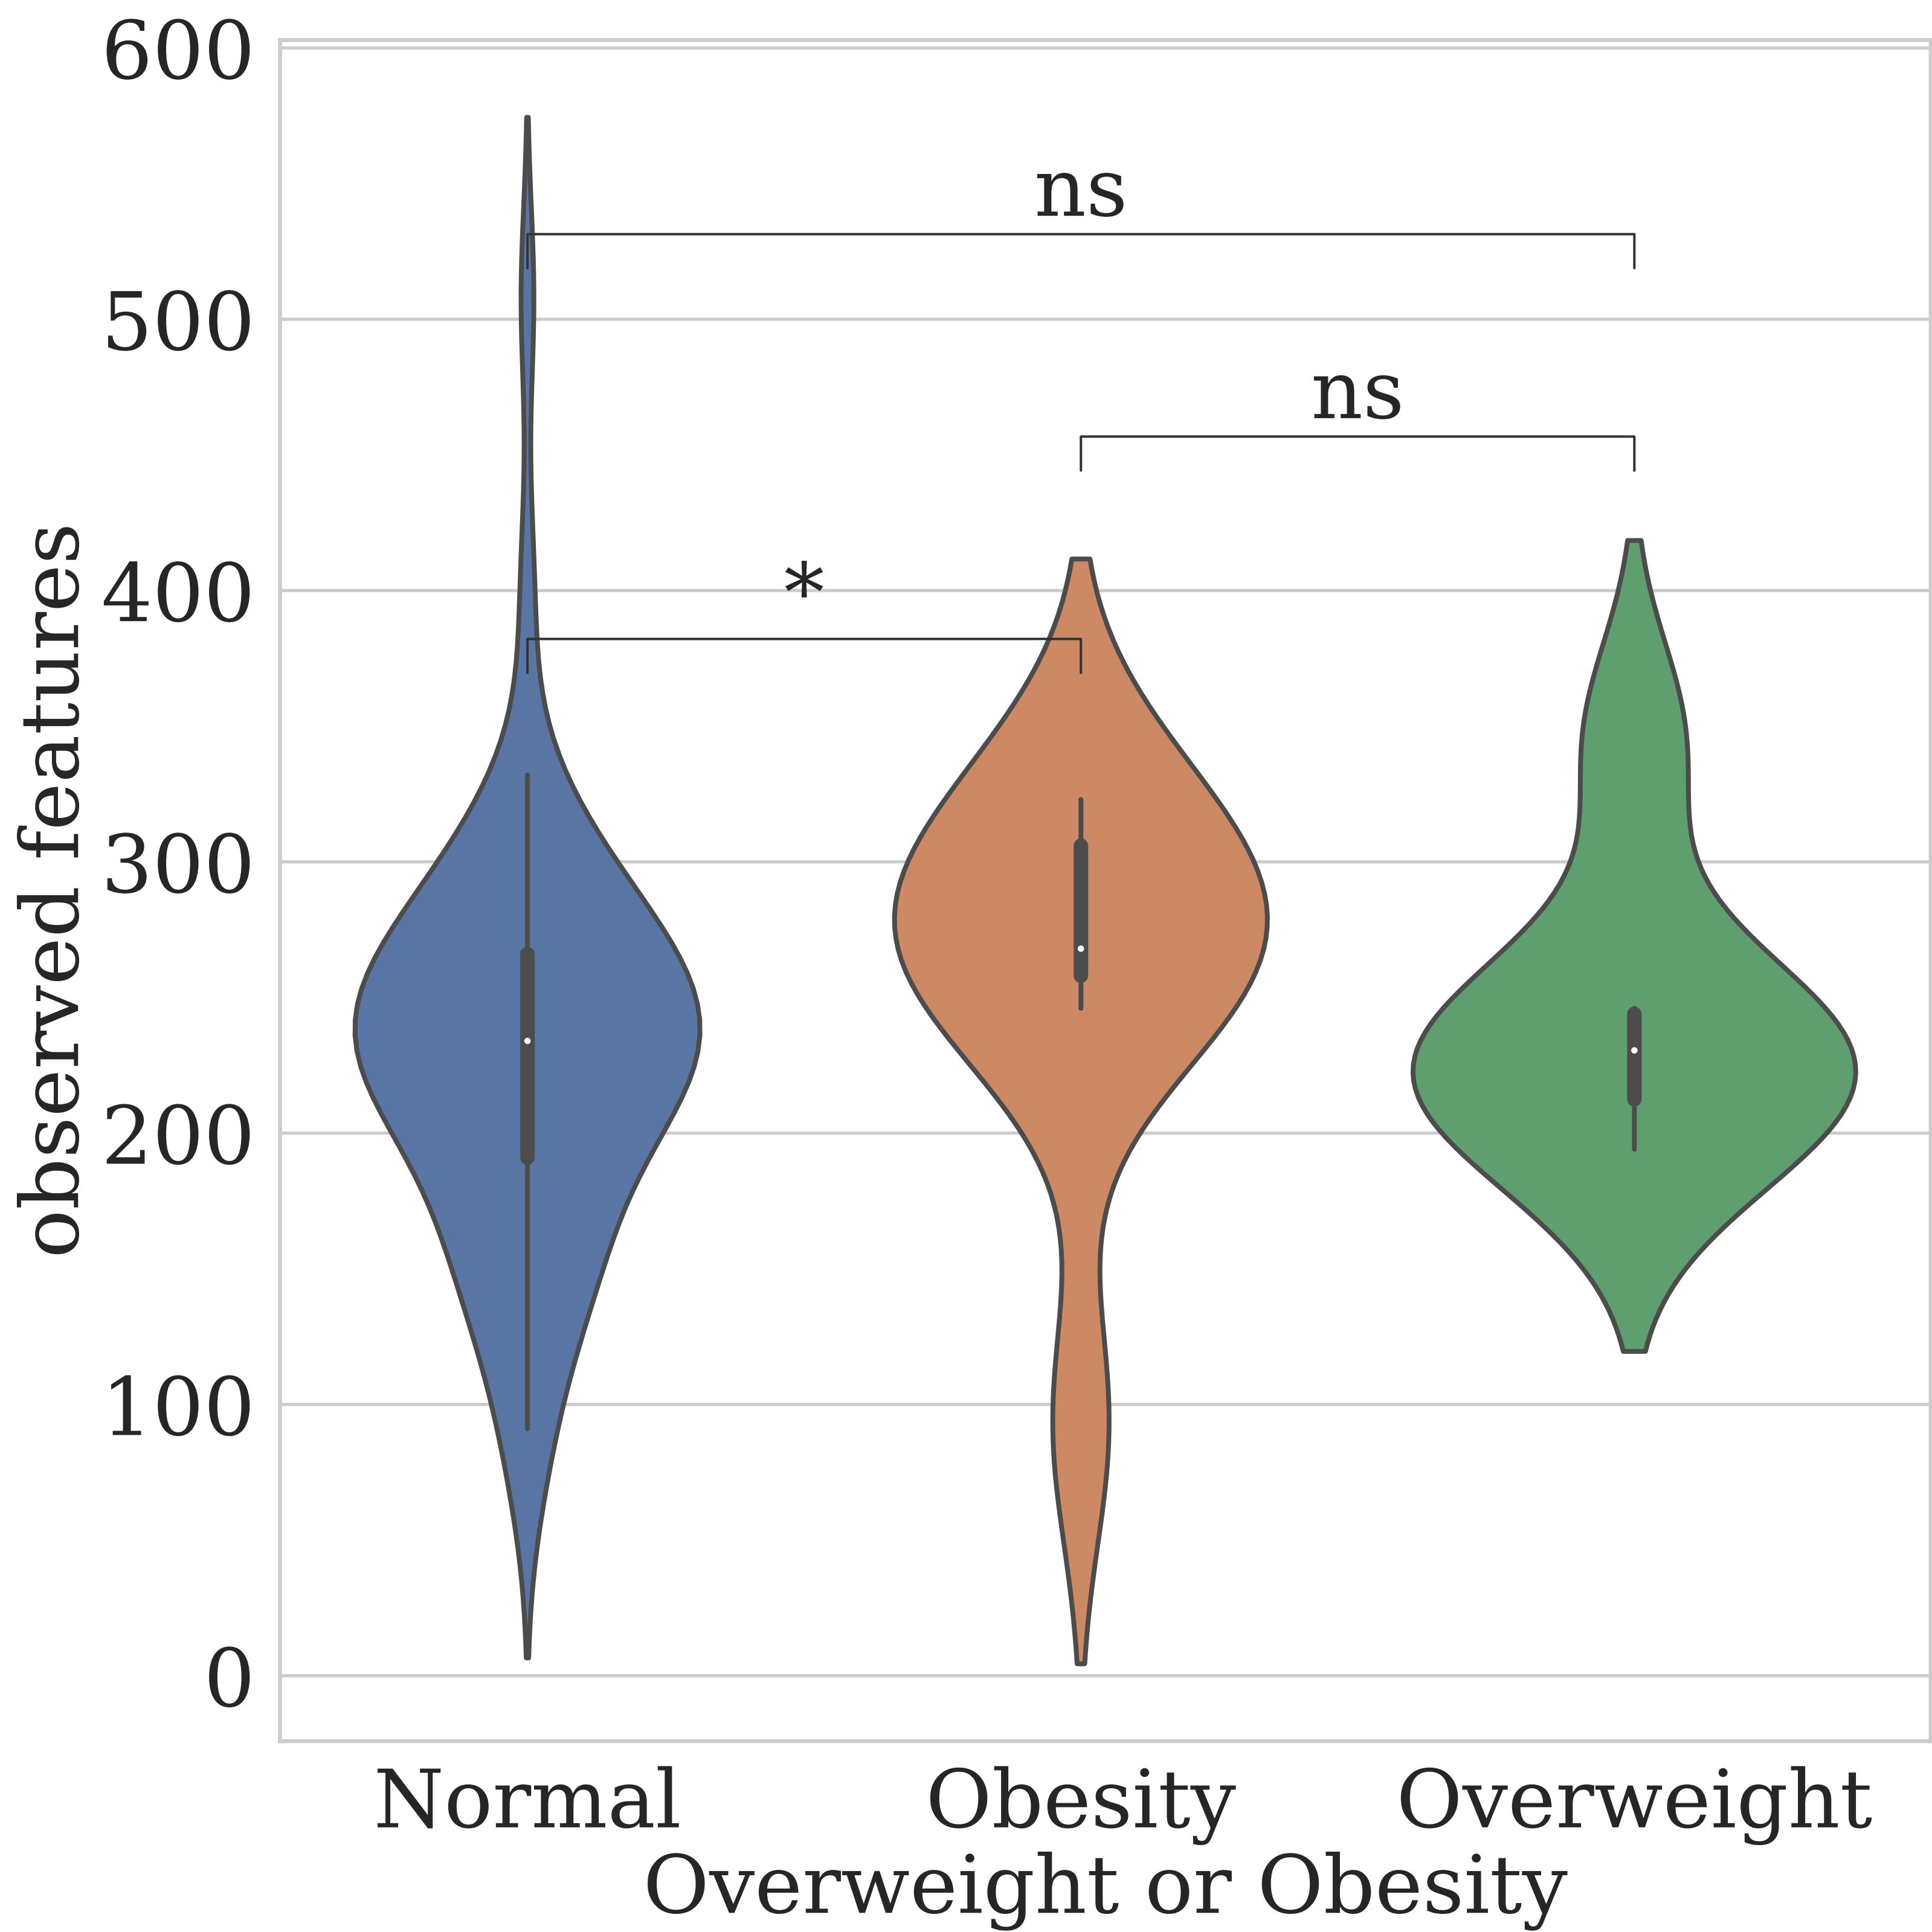 600
ns
500
ns
400
*
300
200
100
0
observed features
Normal Obesity Overweight
Overweight or Obesity